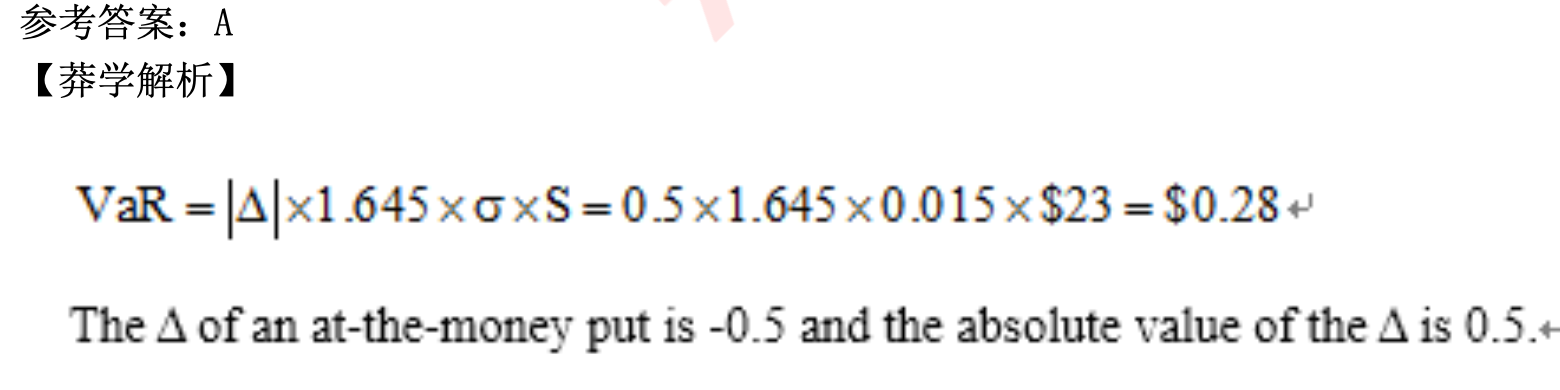 参考答案：A
【莽学解析】
VaR = |Δ|×1.645×σ×S = 0.5×1.645×0.015×$23 = $0.28↵
The Δ of an at-the-money put is -0.5 and the absolute value of the Δ is 0.5.↵